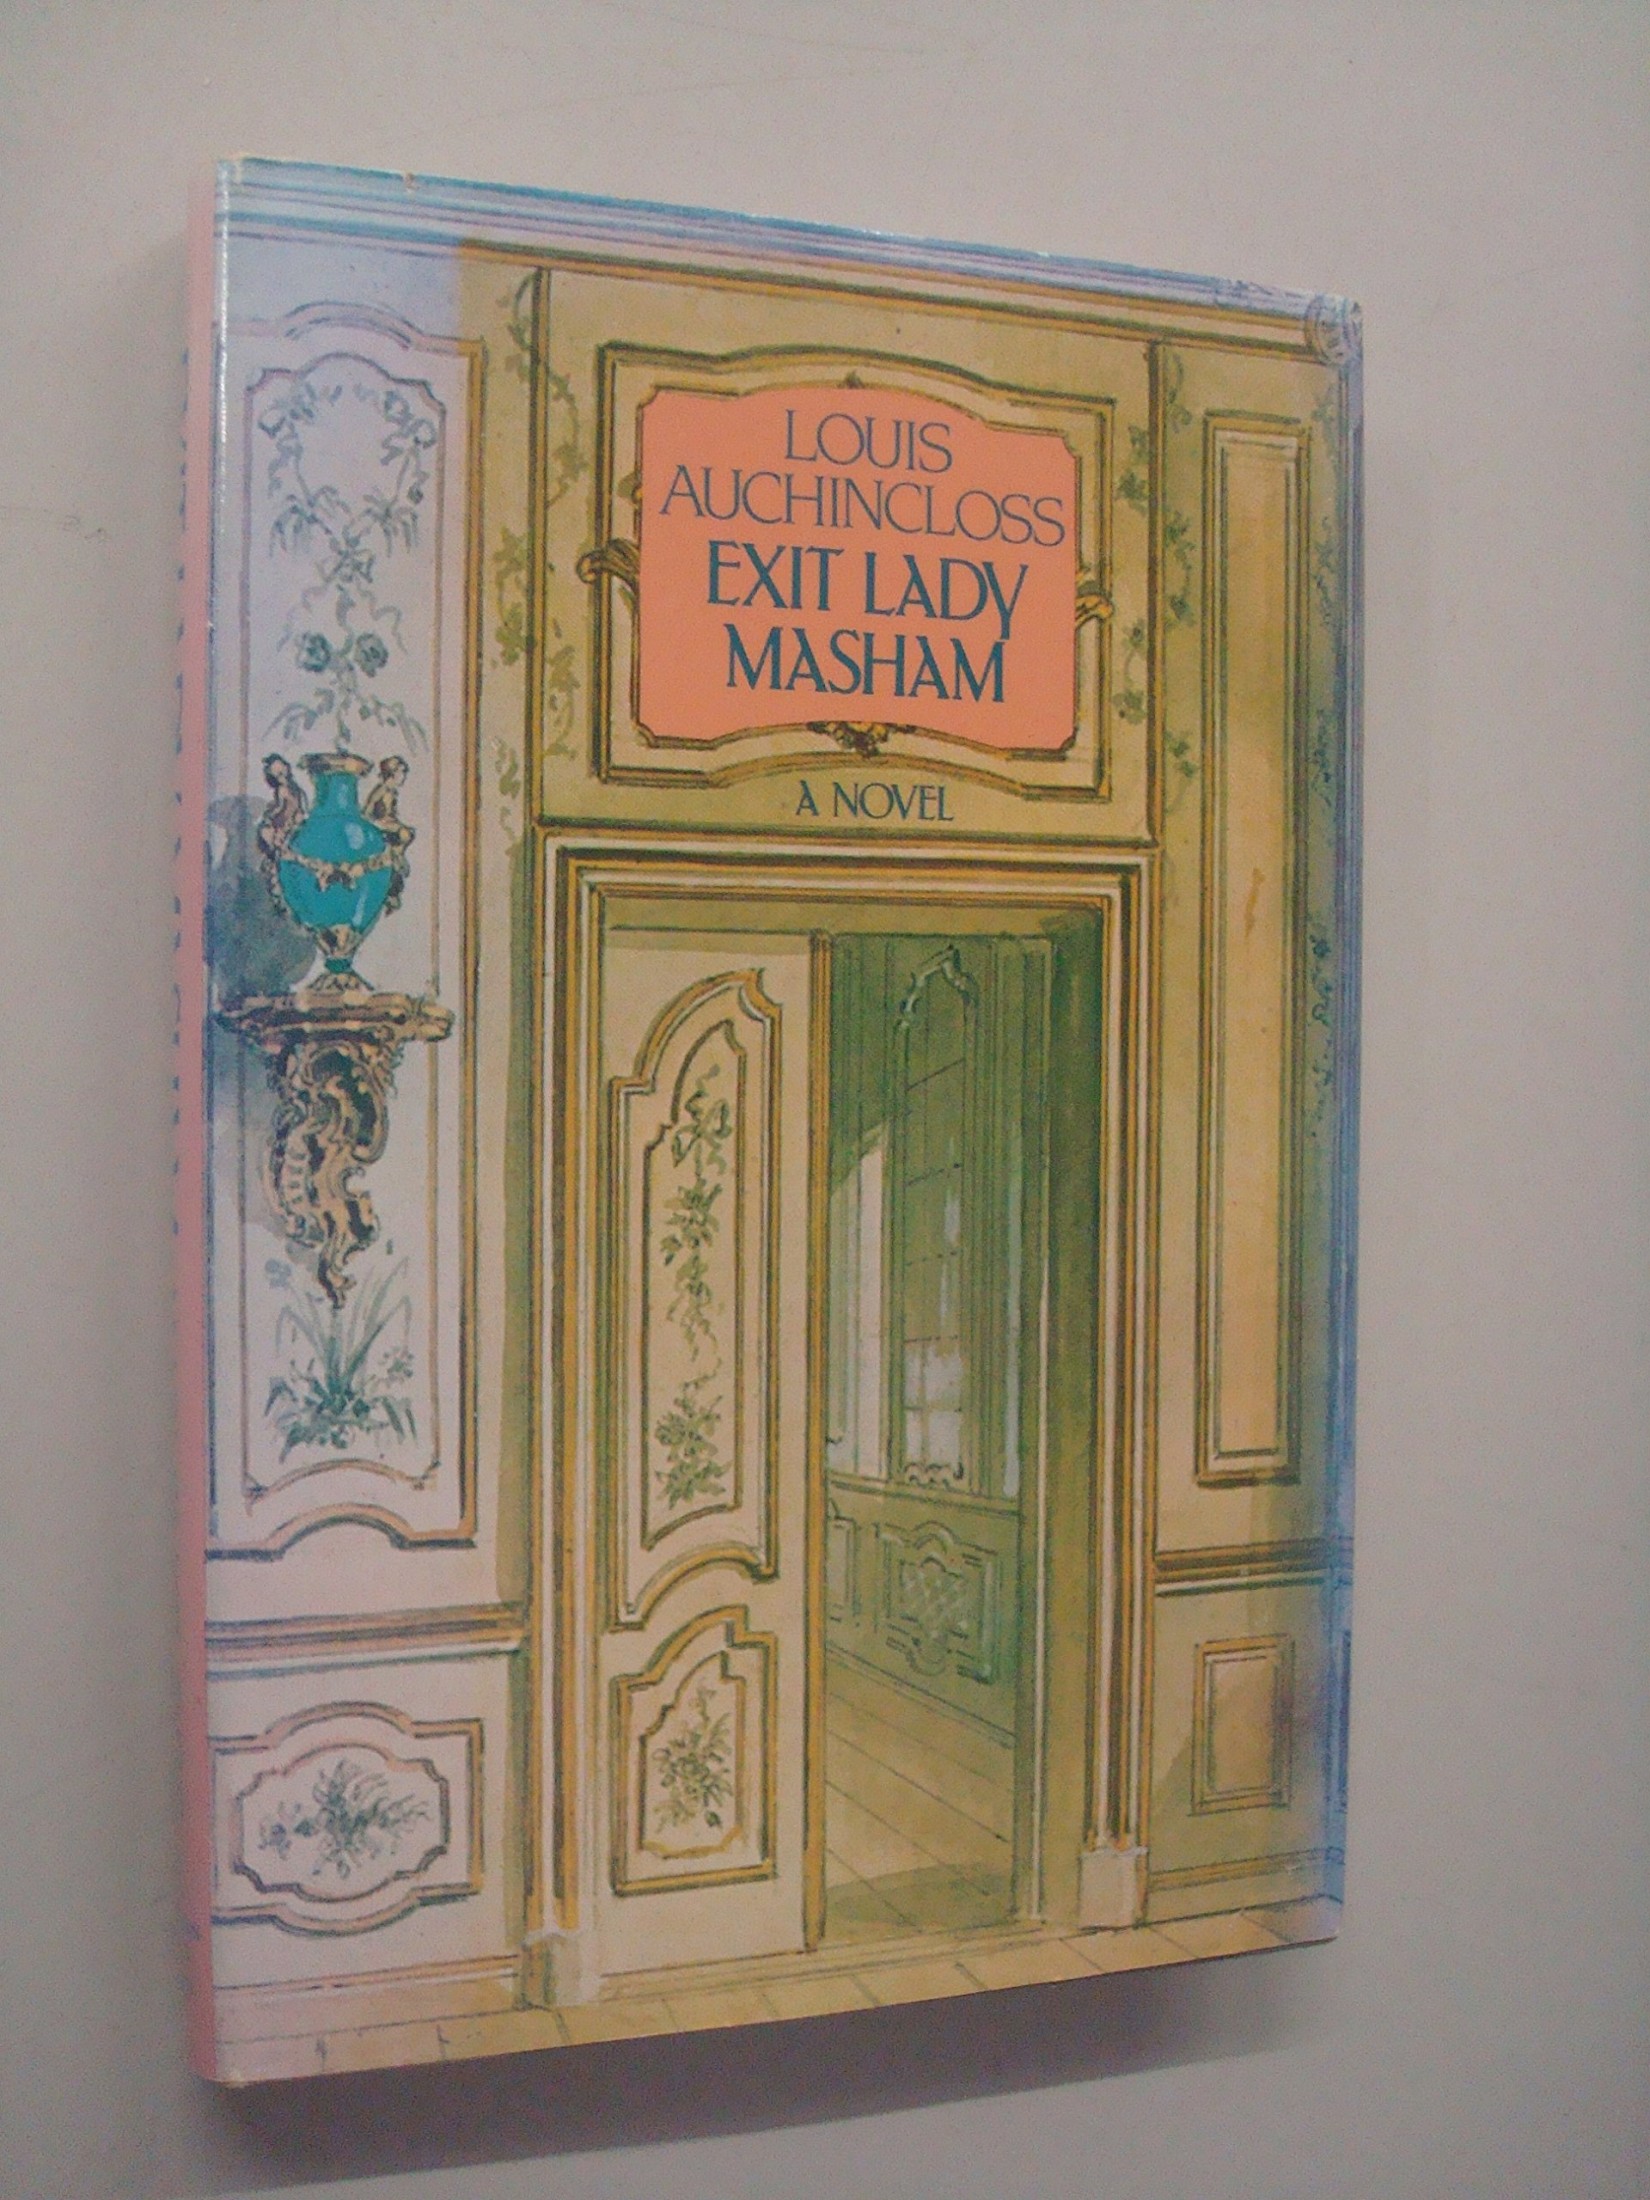 LOUIS
AUCHINCLOSS
EXIT LADY
MASHAM
A NOVEL